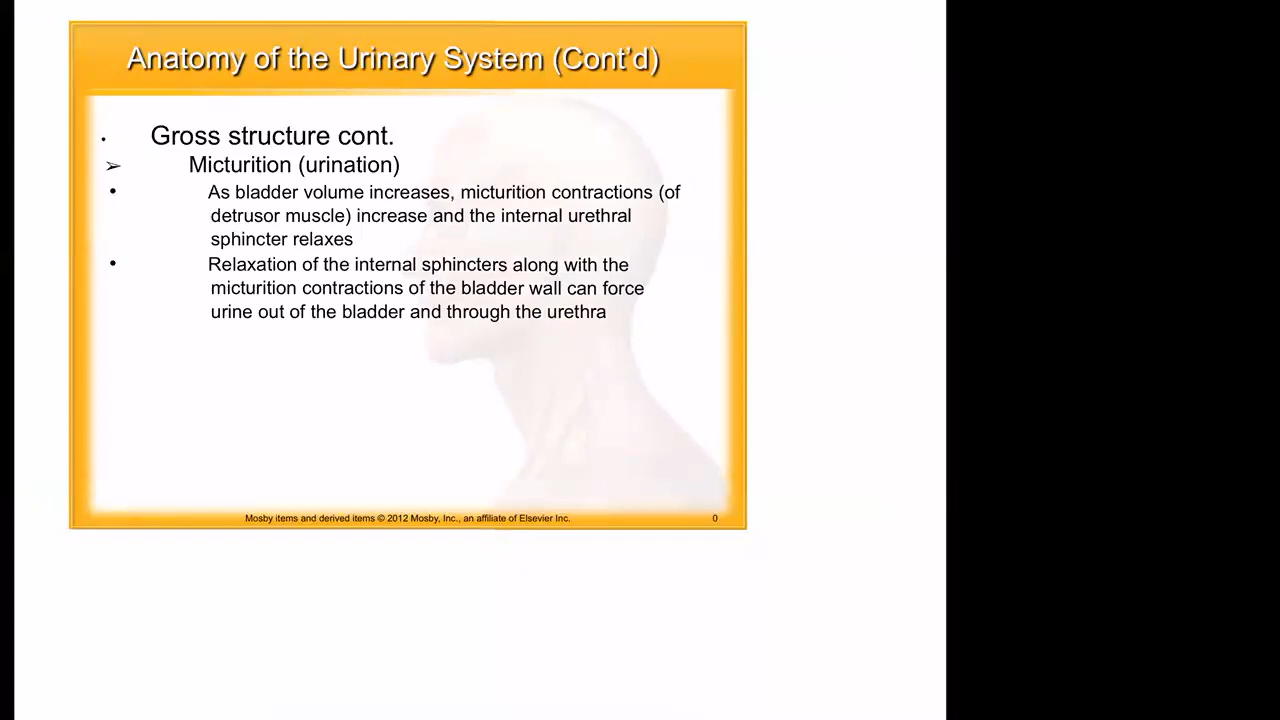 Anatomy of the Urinary System (Cont’d)
• Gross structure cont.
➢ Micturition (urination)
• As bladder volume increases, micturition contractions (of
detrusor muscle) increase and the internal urethral
sphincter relaxes
• Relaxation of the internal sphincters along with the
micturition contractions of the bladder wall can force
urine out of the bladder and through the urethra
Mosby items and derived items © 2012 Mosby, Inc., an affiliate of Elsevier Inc. 0